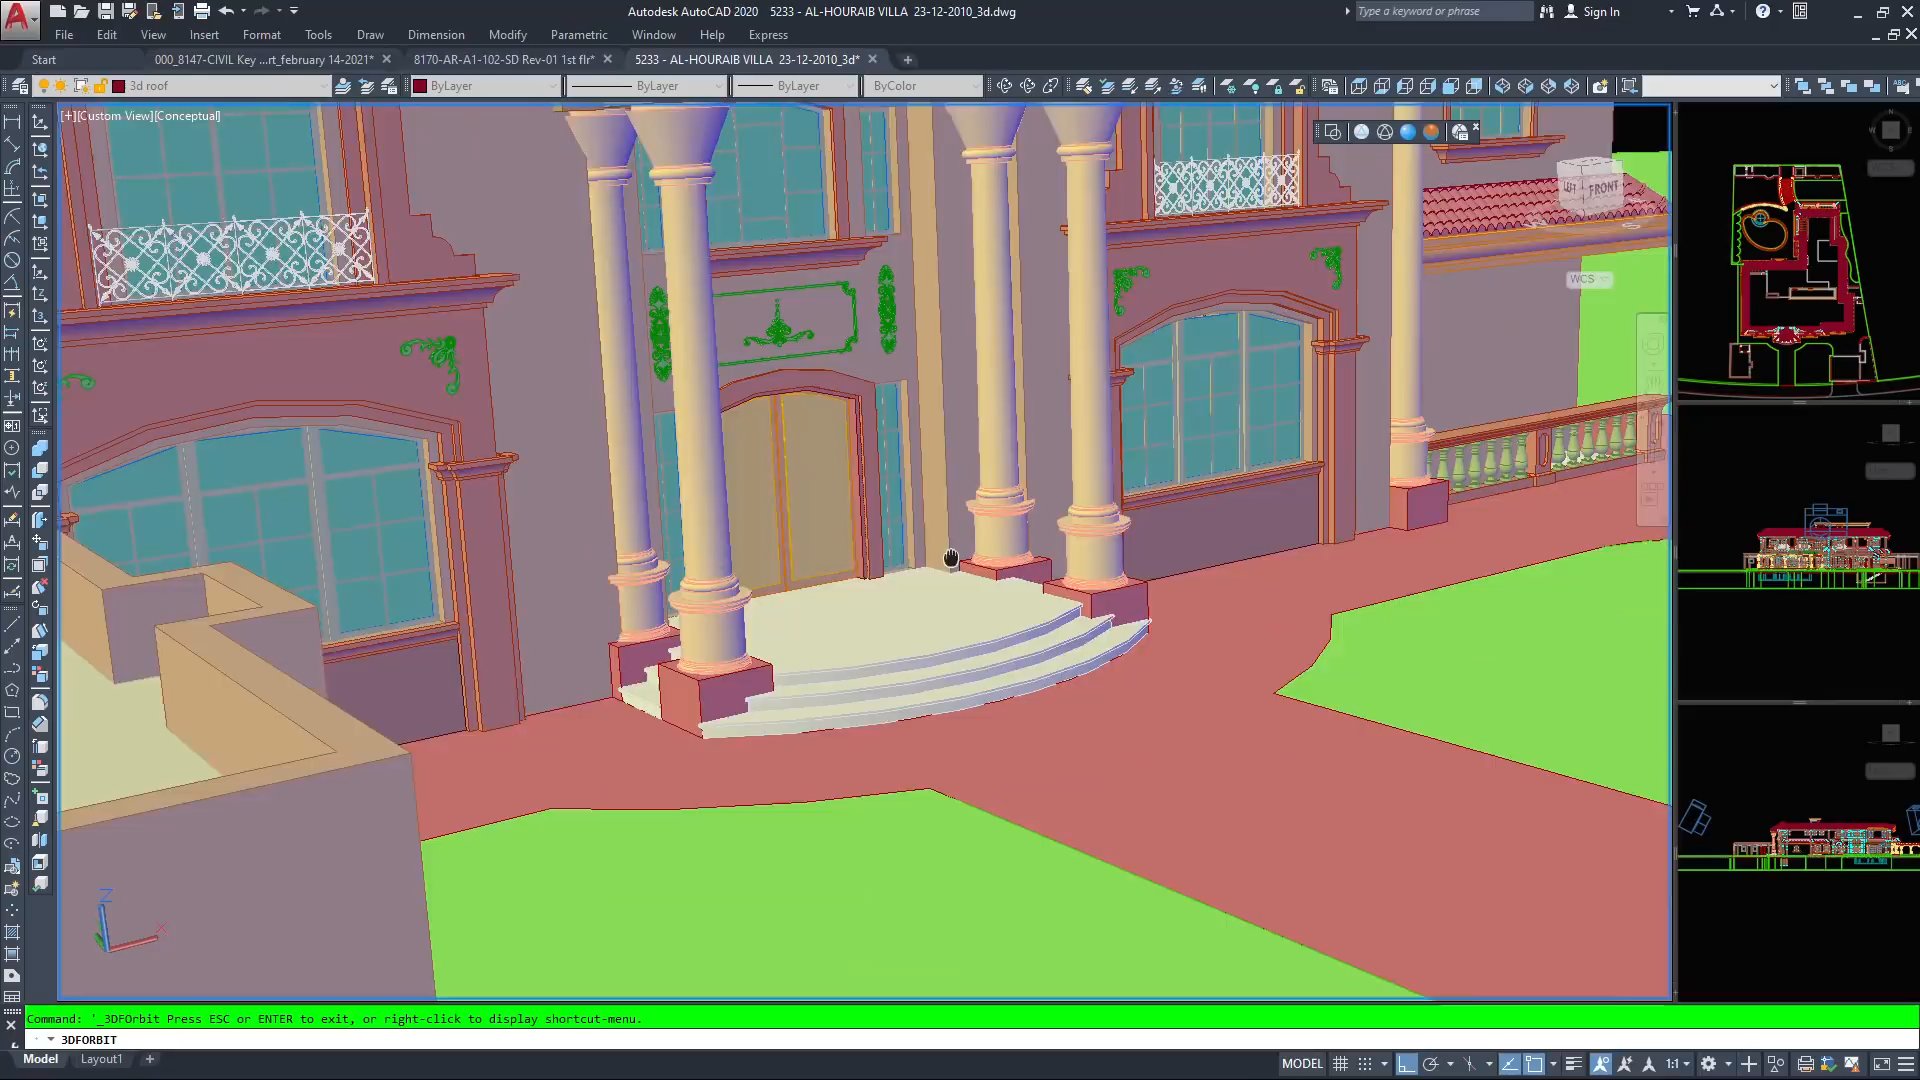 Autodesk AutoCAD 2020 5233 - AL-HOURAIB VILLA 23-12-2010_3d.dwg
Type a keyword or phrase
Sign In
File Edit View Insert Format Tools Draw Dimension Modify Parametric Window Help Express
Start
000_8147-CIVIL Key ...rt_february 14-2021*
8170-AR-A1-102-SD Rev-01 1st flr*
5233 - AL-HOURAIB VILLA 23-12-2010_3d*
3d roof
ByLayer
ByLayer
ByLayer
ByColor
[+][Custom View][Conceptual]
FRONT
WCS
Z
X
Command: '_3DFOrbit Press ESC or ENTER to exit, or right-click to display shortcut-menu.
3DFORBIT
Model Layout1
MODEL
1:1